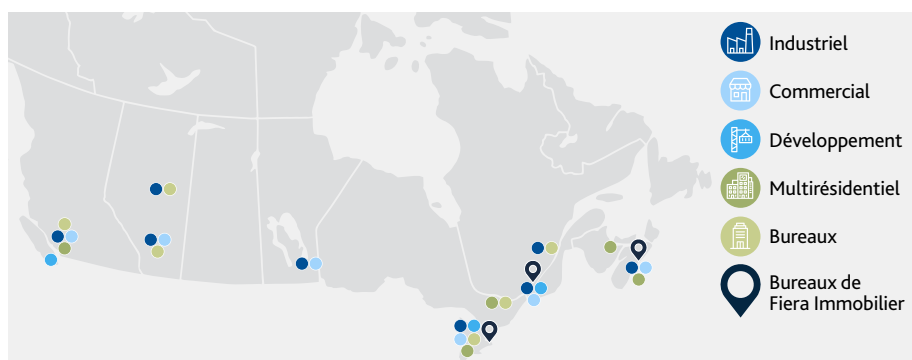 Industriel
Commercial
Développement
Multirésidentiel
Bureaux
Bureaux de
Fiera Immobilier